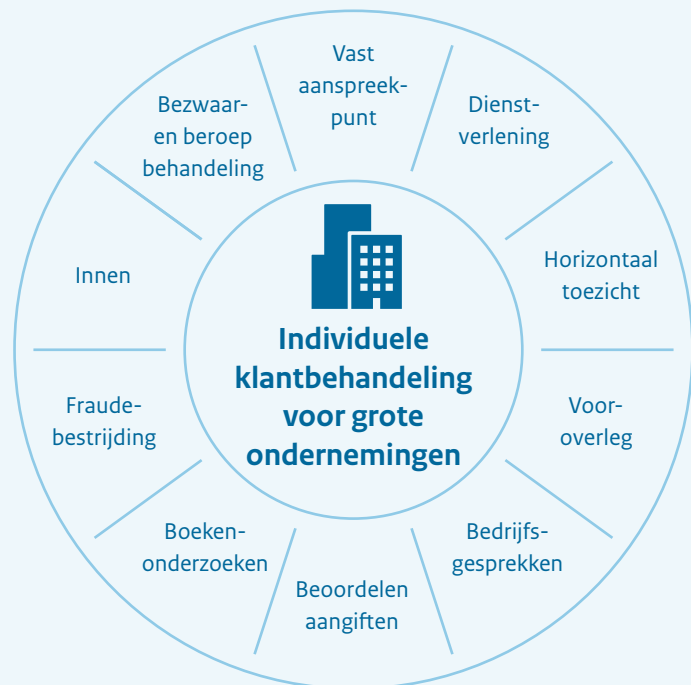 Vast
aanspreek-
punt
Dienst-
verlening
Horizontaal
toezicht
Voor-
overleg
Bedrijfs-
gesprekken
Beoordelen
aangiften
Boeken-
onderzoeken
Fraude-
bestrijding
Innen
Bezwaar-
en beroep
behandeling
Individuele
klantbehandeling
voor grote
ondernemingen